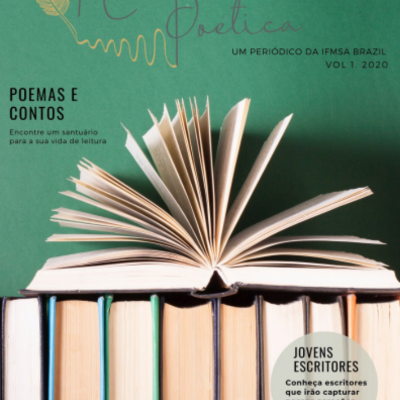 Poetica
UM PERIÓDICO DA IFMSA BRAZIL
VOL 1. 2020
POEMAS E
CONTOS
Encontre um santuário
para a sua vida de leitura
JOVENS
ESCRITORES
Conheça escritores
que irão capturar